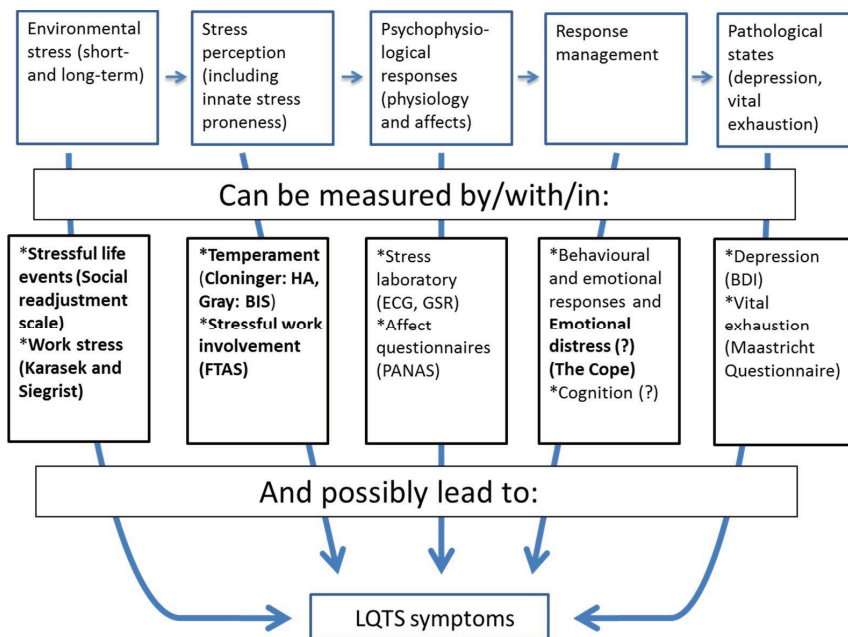 Environmental
stress (short-
and long-term)
Stress
perception
(including
innate stress
proneness)
Psychophysio-
logical
responses
(physiology
and affects)
Response
management
Pathological
states
(depression,
vital
exhaustion)
Can be measured by/with/in:
*Stressful life
events (Social
readjustment
scale)
*Work stress
(Karasek and
Siegrist)
*Temperament
(Cloninger: HA,
Gray: BIS)
*Stressful work
involvement
(FTAS)
*Stress
laboratory
(ECG, GSR)
*Affect
questionnaires
(PANAS)
*Behavioural
and emotional
responses and
Emotional
distress (?)
(The Cope)
*Cognition (?)
*Depression
(BDI)
*Vital
exhaustion
(Maastricht
Questionnaire)
And possibly lead to:
LQTS symptoms